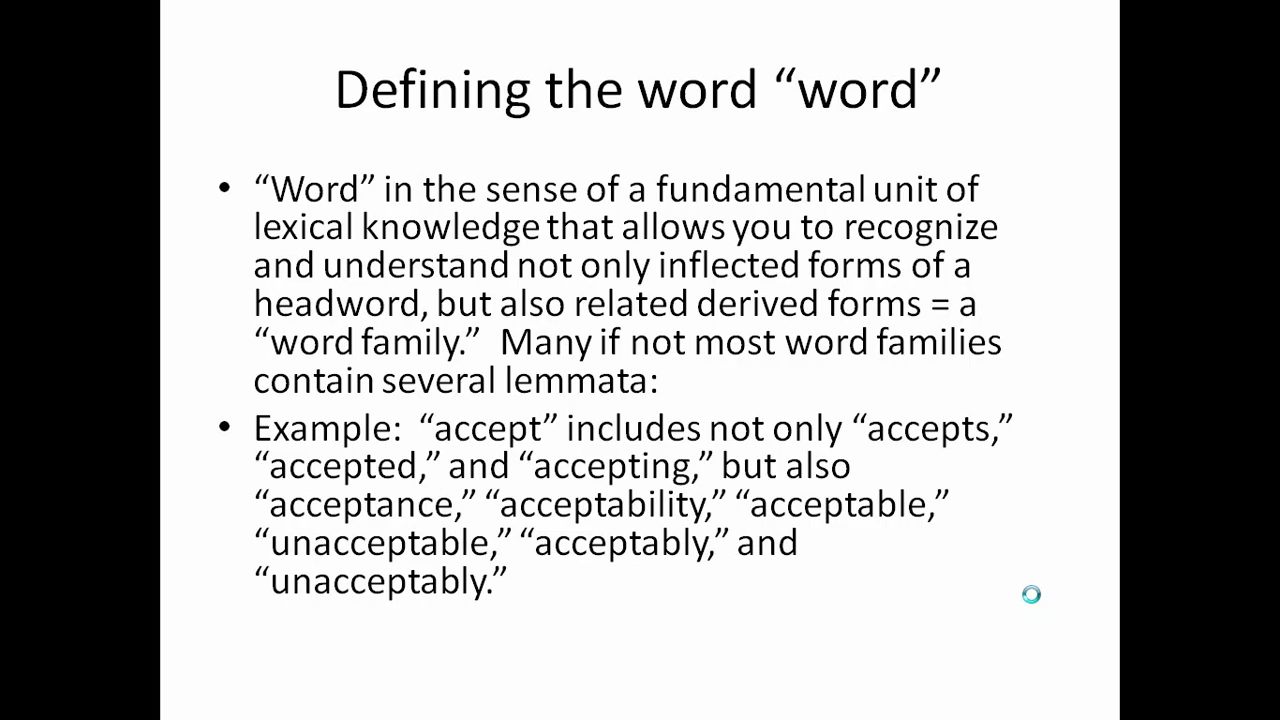 Defining the word “word”
• “Word” in the sense of a fundamental unit of
lexical knowledge that allows you to recognize
and understand not only inflected forms of a
headword, but also related derived forms = a
“word family.”  Many if not most word families
contain several lemmata:
• Example:  “accept” includes not only “accepts,”
“accepted,” and “accepting,” but also
“acceptance,” “acceptability,” “acceptable,”
“unacceptable,” “acceptably,” and
“unacceptably.”